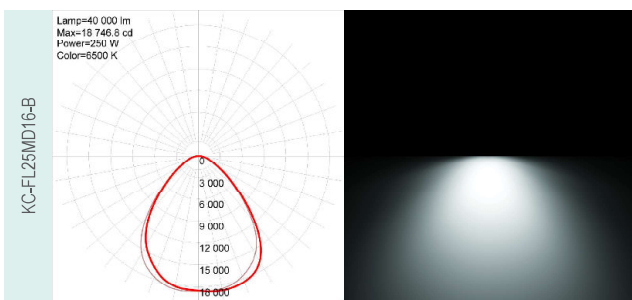 Lamp=40 000 lm
Max=18 746.8 cd
Power=250 W
Color=6500 K
KC-FL25MD16-B
0
3 000
6 000
9 000
12 000
15 000
18 000